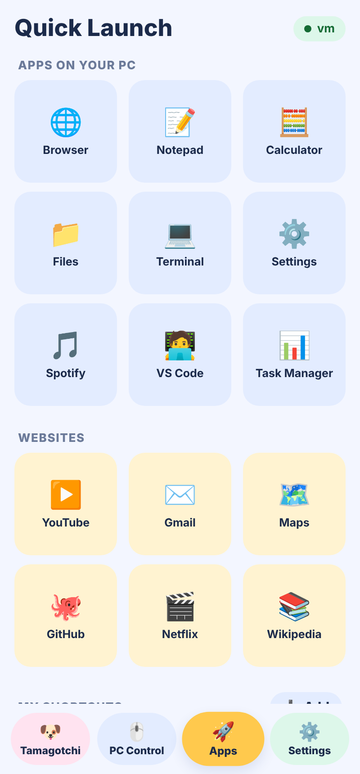 Quick Launch
vm
APPS ON YOUR PC
Browser
Notepad
Calculator
Files
Terminal
Settings
Spotify
VS Code
Task Manager
WEBSITES
YouTube
Gmail
Maps
GitHub
Netflix
Wikipedia
Tamagotchi
PC Control
Apps
Settings